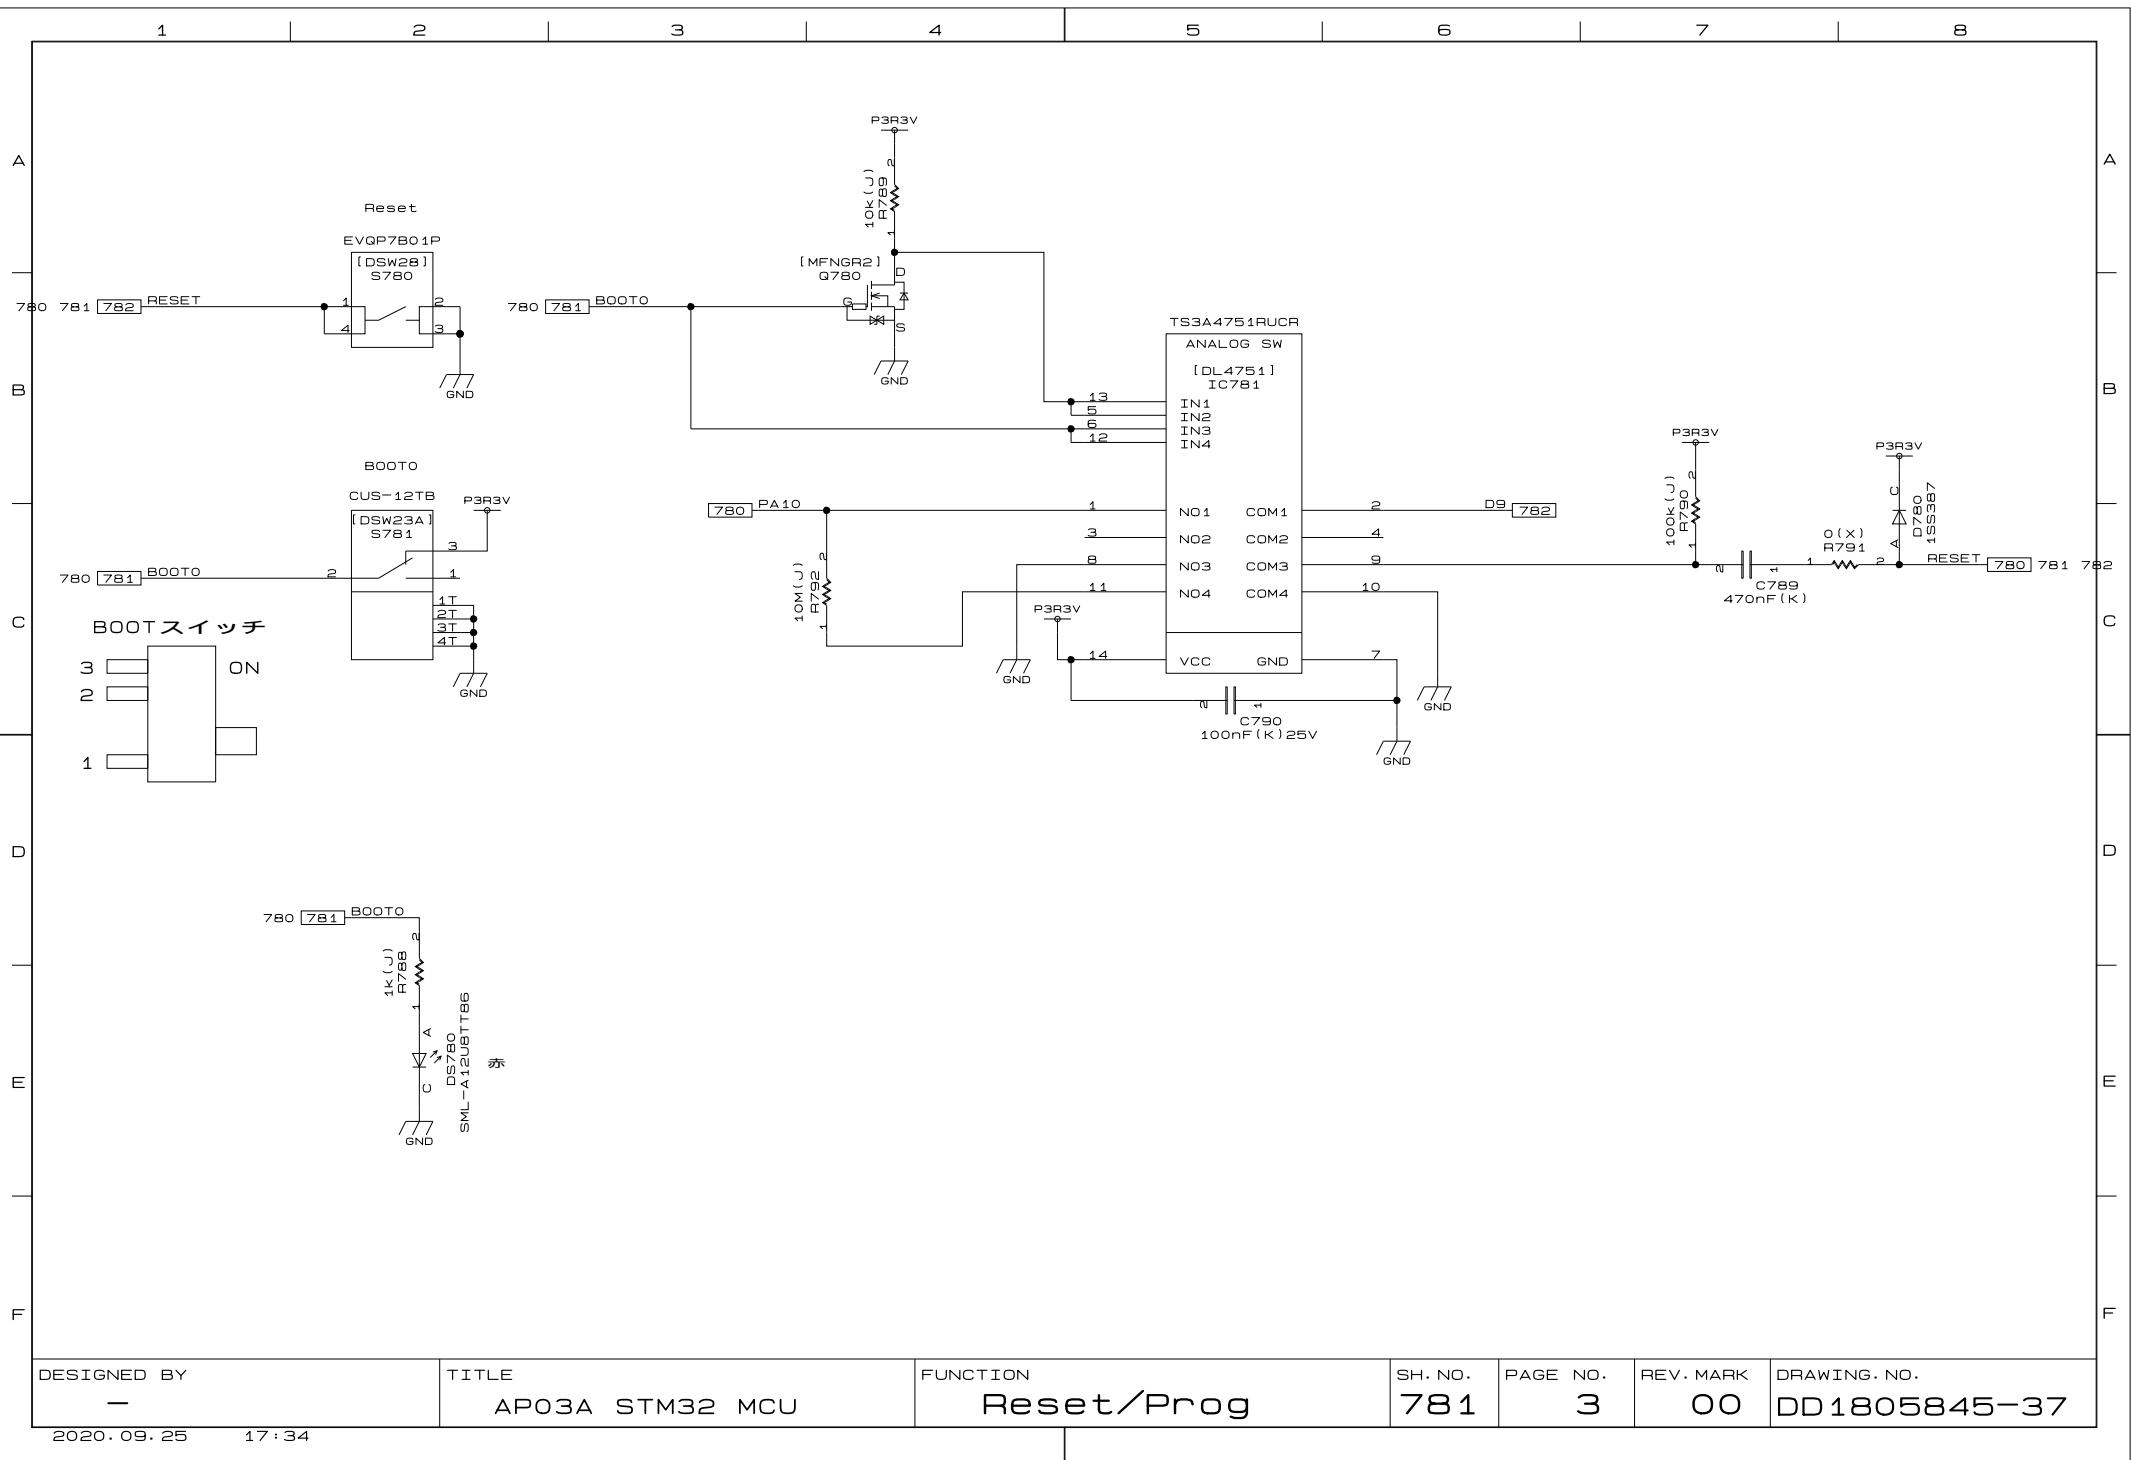 1 2 3 4 5 6 7 8
A
B
C
D
E
F
A
B
C
D
E
F
Reset
EVQP7B01P
[DSW28]
S780
780 781 782 RESET
1
4
2
3
GND
BOOT0
CUS-12TB
[DSW23A]
S781
P3R3V
780 781 BOOT0
2
3
1
1T
2T
3T
4T
GND
BOOTスイッチ
3
2
1
ON
780 781 BOOT0
2
1k(J)
R788
1
A
C
DS780
SML-A12U8TT86
赤
GND
P3R3V
2
10k(J)
R789
1
[MFNGR2]
Q780
D
G
S
GND
780 781 BOOT0
TS3A4751RUCR
ANALOG SW
[DL4751]
IC781
13 IN1
5 IN2
6 IN3
12 IN4
780 PA10
1 NO1 COM1 2 D9 782
3 NO2 COM2 4
8 NO3 COM3 9
11 NO4 COM4 10
14 VCC GND 7
2
10M(J)
R792
1
P3R3V
GND
2 1
C790
100nF(K)25V
GND
GND
P3R3V
2
100k(J)
R790
1
2 1
C789
470nF(K)
0(X)
R791
1 2
P3R3V
C
A
D780
1SS387
RESET 780 781 782
DESIGNED BY
—
TITLE
AP03A STM32 MCU
FUNCTION
Reset/Prog
SH.NO.
781
PAGE NO.
3
REV.MARK
00
DRAWING.NO.
DD1805845-37
2020.09.25 17:34